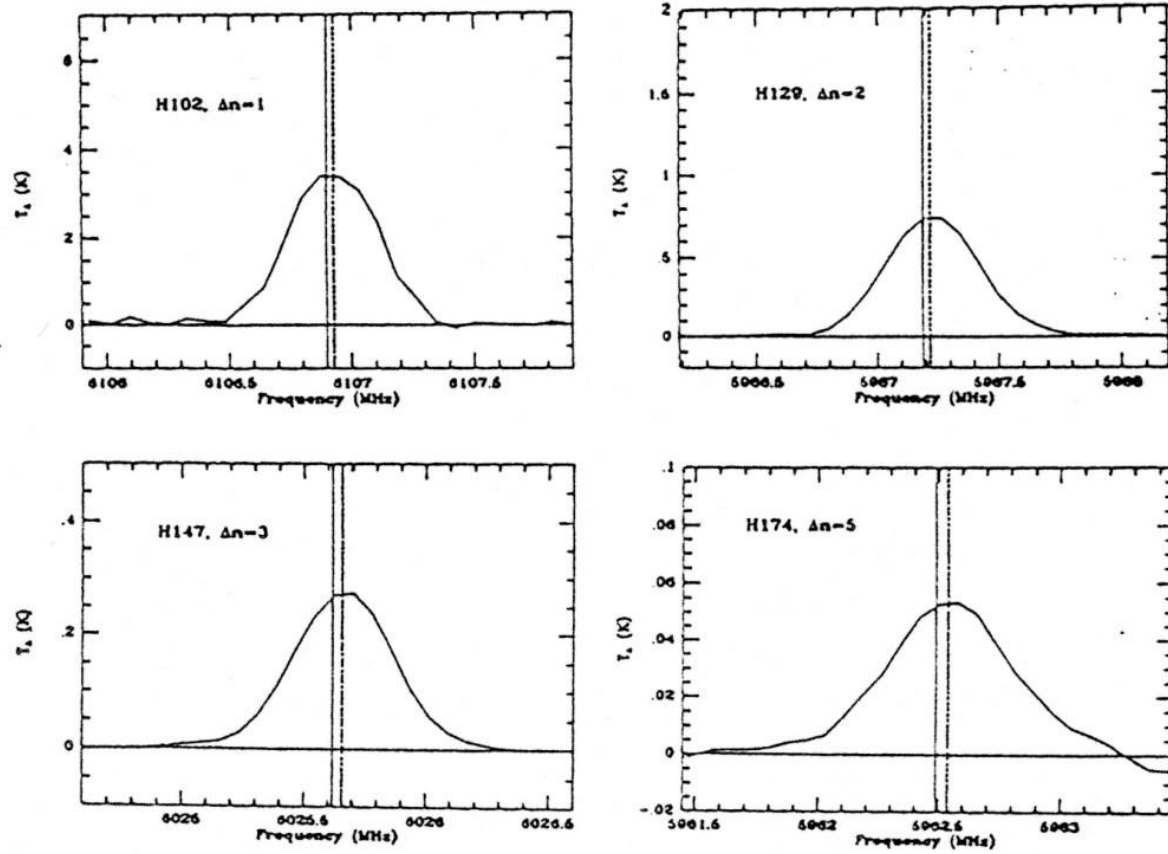 6
4
2
0
T_A (K)
H102, Δn=1
6106
6106.5
6107
6107.5
Frequency (MHz)
2
1.5
1
.5
0
T_A (K)
H129, Δn=2
5966.5
5967
5967.5
5968
Frequency (MHz)
.4
.2
0
T_A (K)
H147, Δn=3
6025
6025.5
6026
6026.5
Frequency (MHz)
.1
.08
.06
.04
.02
0
-.02
T_A (K)
H174, Δn=5
5961.5
5962
5962.5
5963
Frequency (MHz)